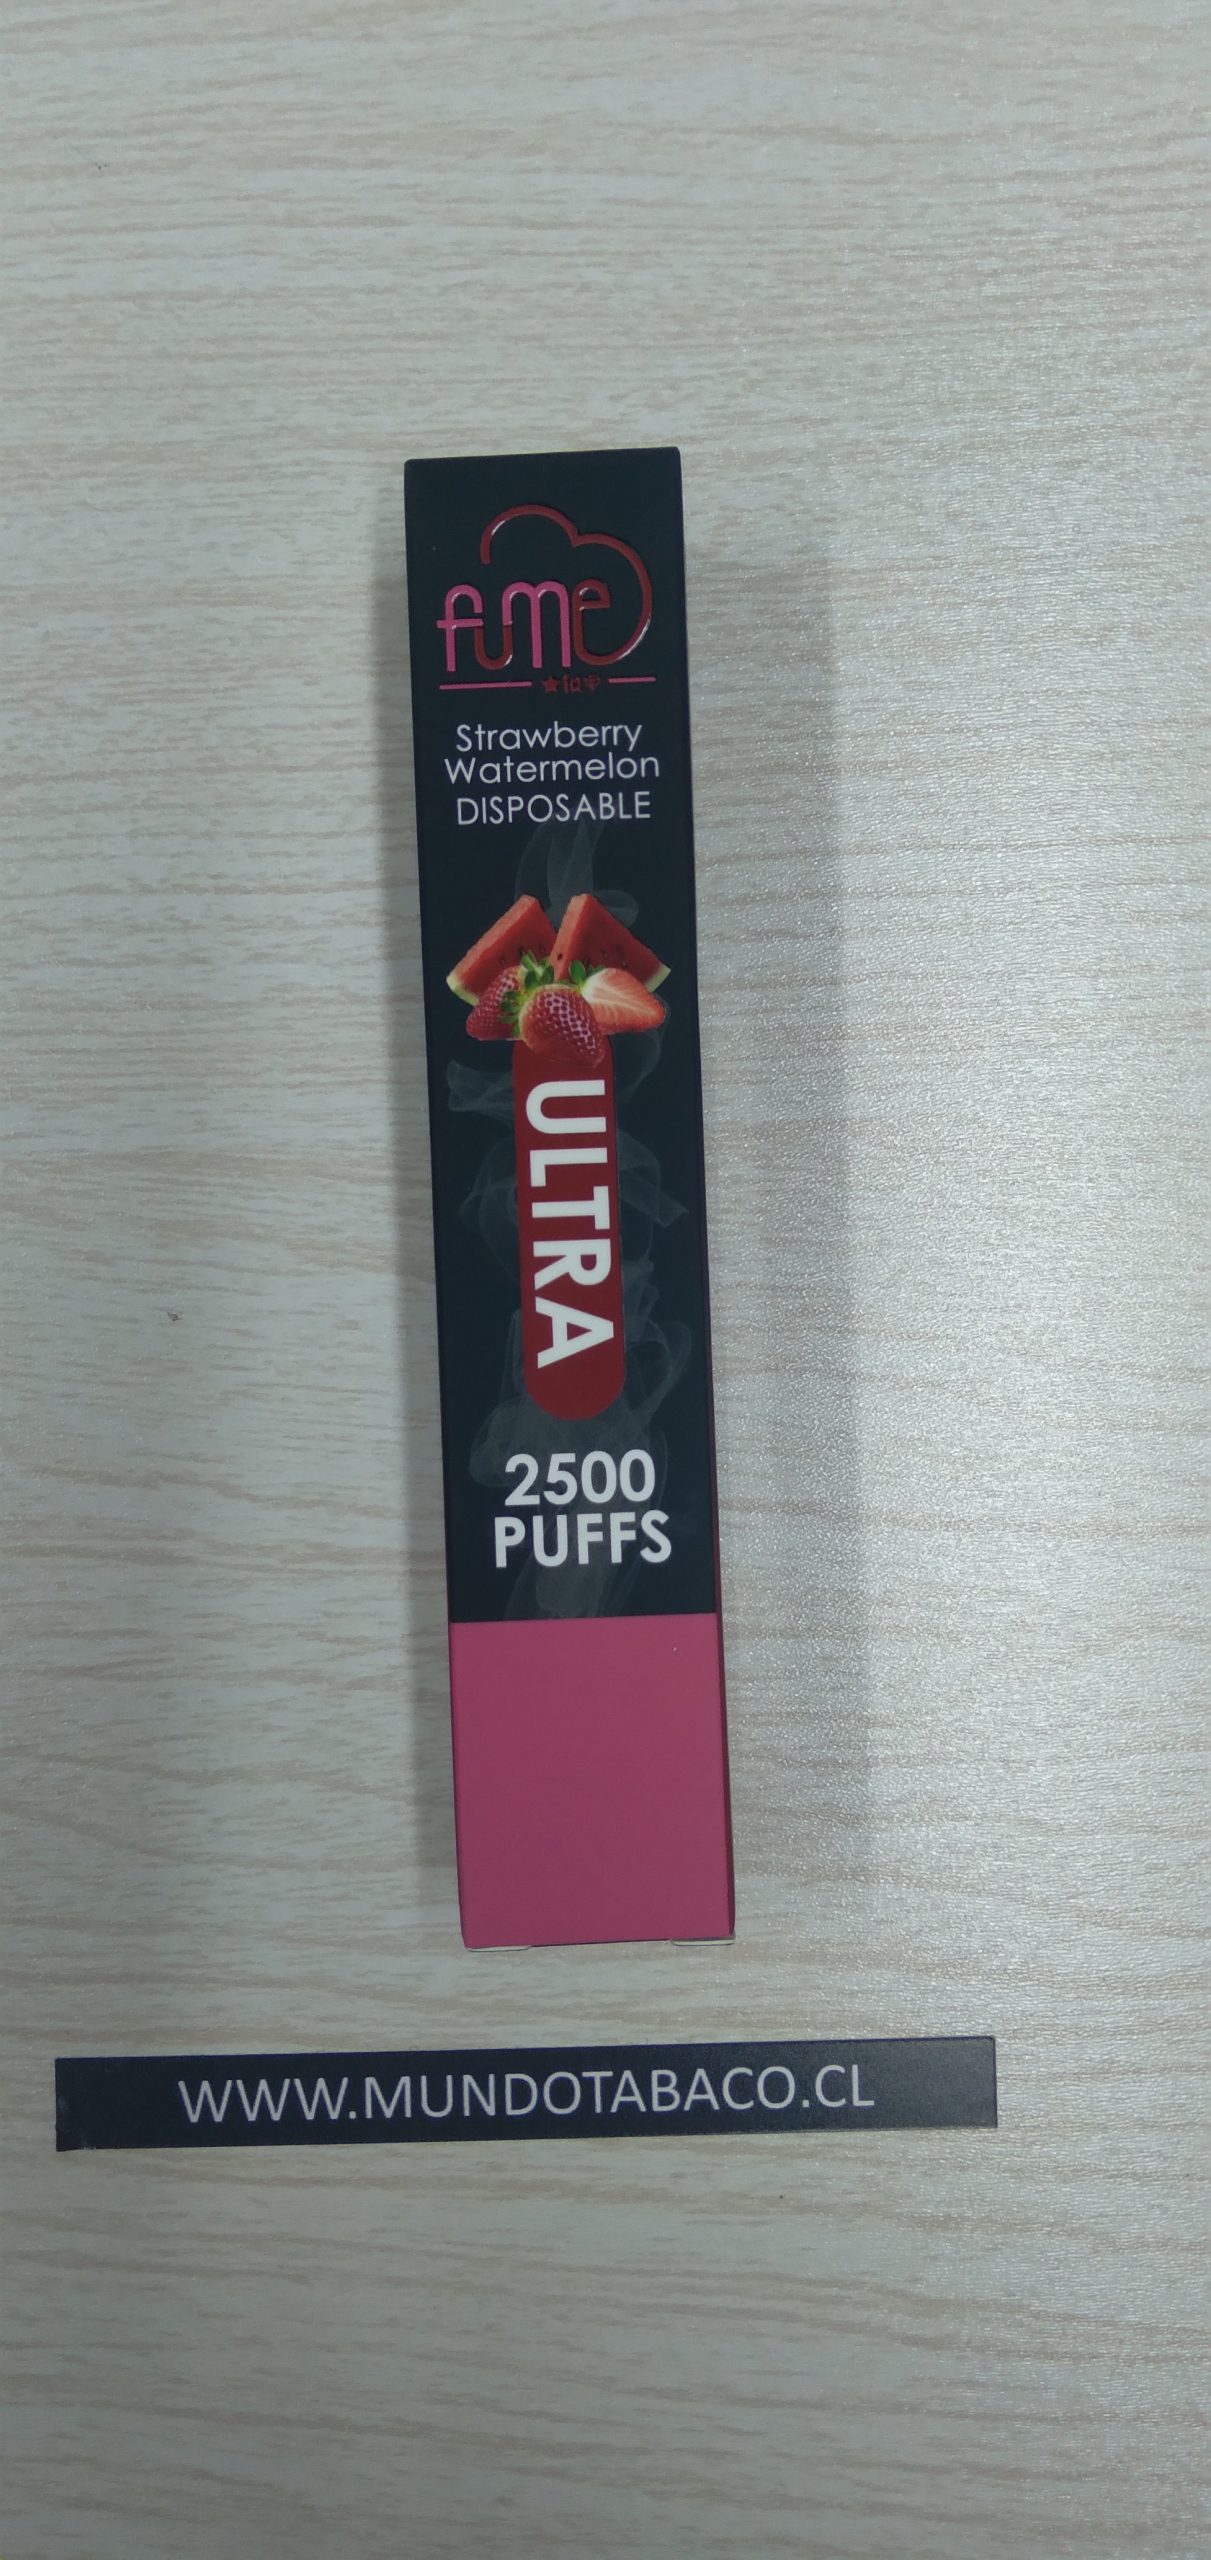 fume
Strawberry
Watermelon
DISPOSABLE
ULTRA
2500
PUFFS
WWW.MUNDOTABACO.CL